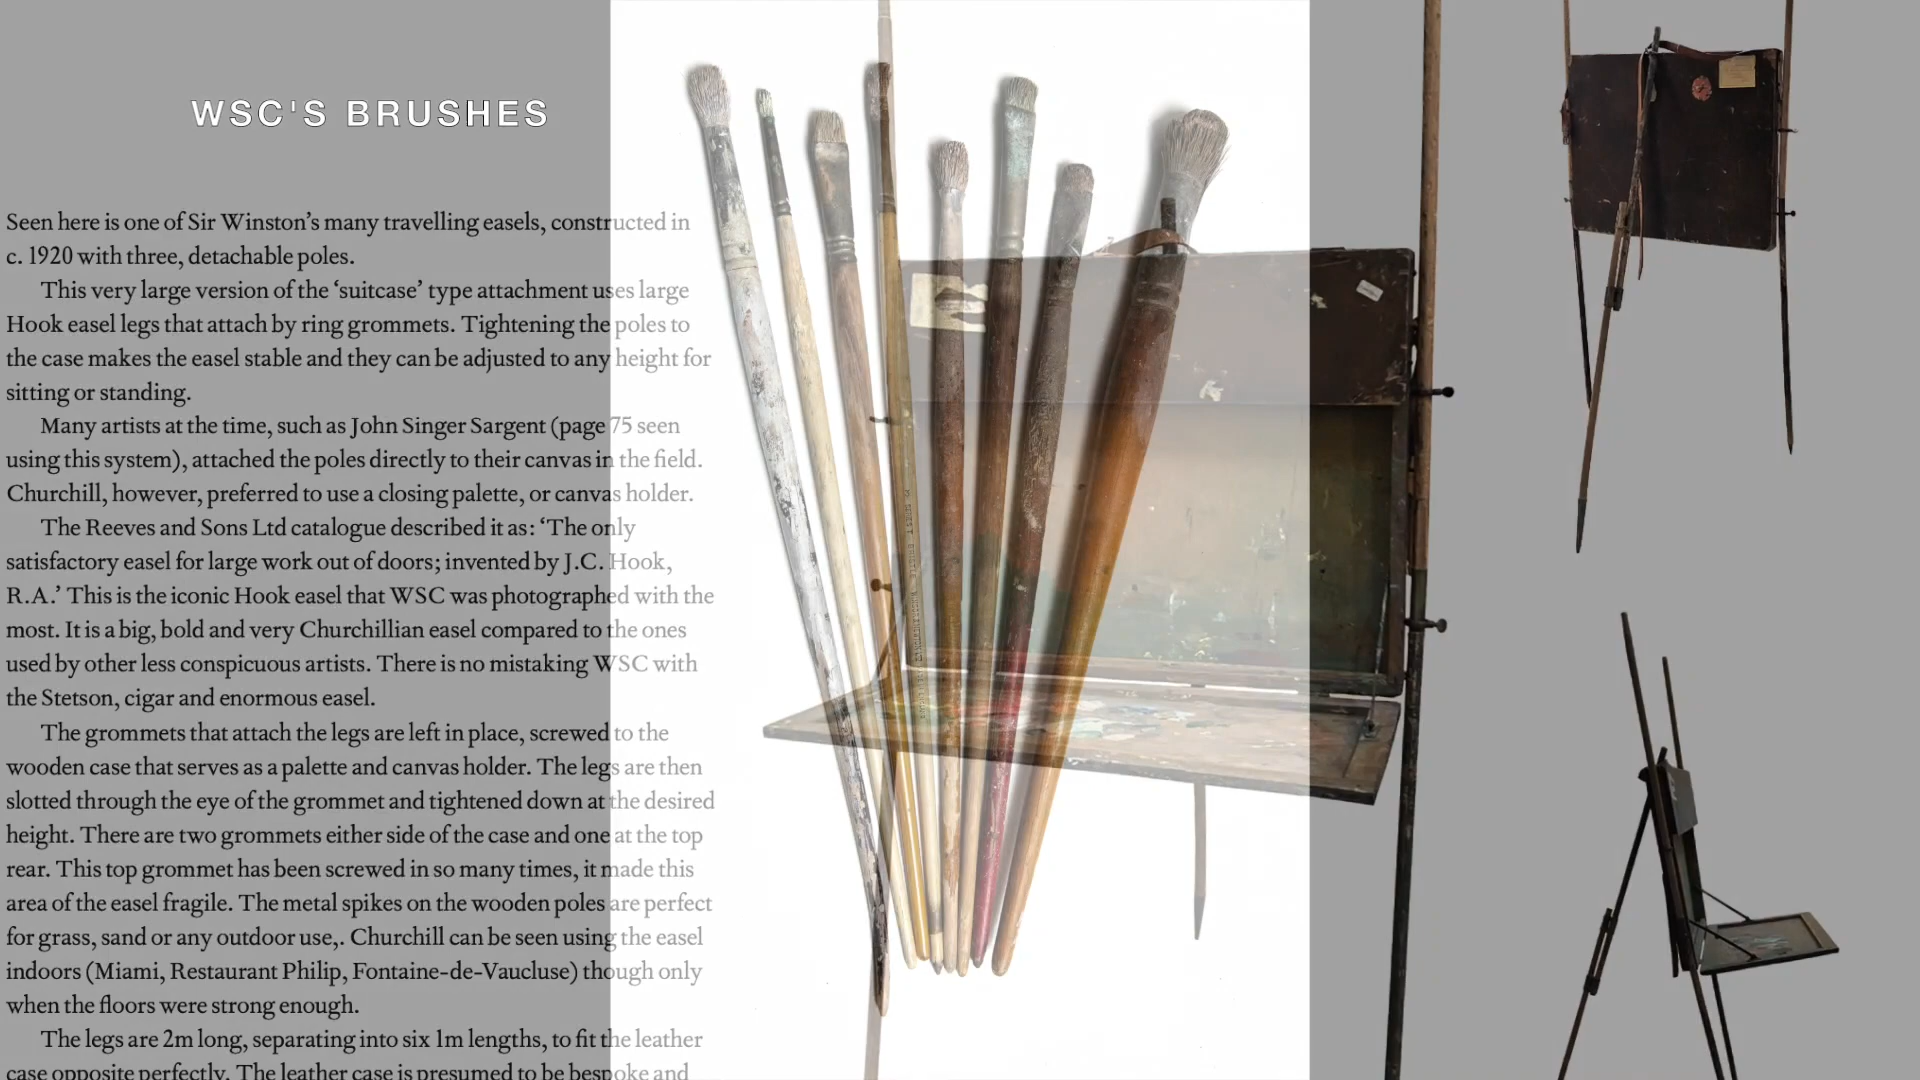 WSC'S BRUSHES
Seen here is one of Sir Winston’s many travelling easels, constructed in
c. 1920 with three, detachable poles.
This very large version of the ‘suitcase’ type attachment uses large
Hook easel legs that attach by ring grommets. Tightening the poles to
the case makes the easel stable and they can be adjusted to any height for
sitting or standing.
Many artists at the time, such as John Singer Sargent (page 75 seen
using this system), attached the poles directly to their canvas in the field.
Churchill, however, preferred to use a closing palette, or canvas holder.
The Reeves and Sons Ltd catalogue described it as: ‘The only
satisfactory easel for large work out of doors; invented by J.C. Hook,
R.A.’ This is the iconic Hook easel that WSC was photographed with the
most. It is a big, bold and very Churchillian easel compared to the ones
used by other less conspicuous artists. There is no mistaking WSC with
the Stetson, cigar and enormous easel.
The grommets that attach the legs are left in place, screwed to the
wooden case that serves as a palette and canvas holder. The legs are then
slotted through the eye of the grommet and tightened down at the desired
height. There are two grommets either side of the case and one at the top
rear. This top grommet has been screwed in so many times, it made this
area of the easel fragile. The metal spikes on the wooden poles are perfect
for grass, sand or any outdoor use,. Churchill can be seen using the easel
indoors (Miami, Restaurant Philip, Fontaine-de-Vaucluse) though only
when the floors were strong enough.
The legs are 2m long, separating into six 1m lengths, to fit the leather
case opposite perfectly. The leather case is presumed to be bespoke and